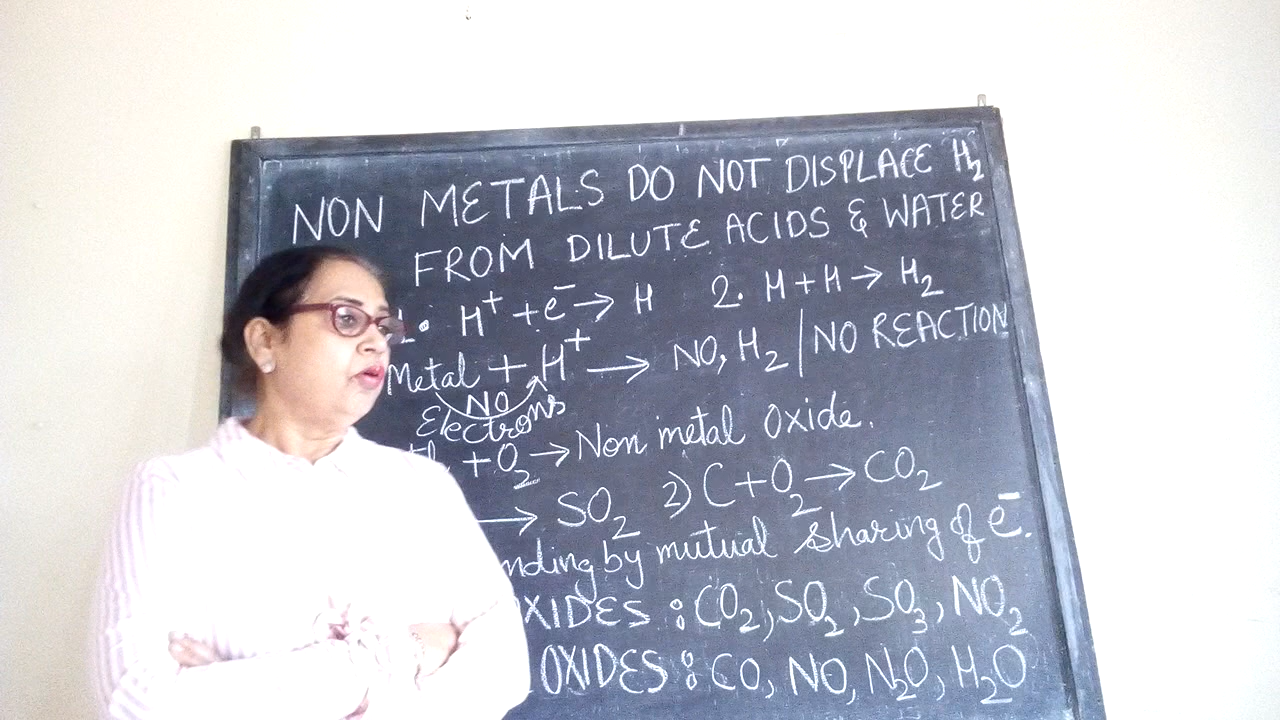 NON METALS DO NOT DISPLACE H₂
FROM DILUTE ACIDS & WATER
1. H⁺ + e⁻ → H 2. H + H → H₂
Metal + H⁺ → NO, H₂ / NO REACTION
NO
Electrons
+ O₂ → Non metal Oxide.
→ SO₂ 2) C + O₂ → CO₂
by mutual sharing of e⁻.
OXIDES : CO₂, SO₂, SO₃, NO₂
OXIDES : CO, NO, N₂O, H₂O